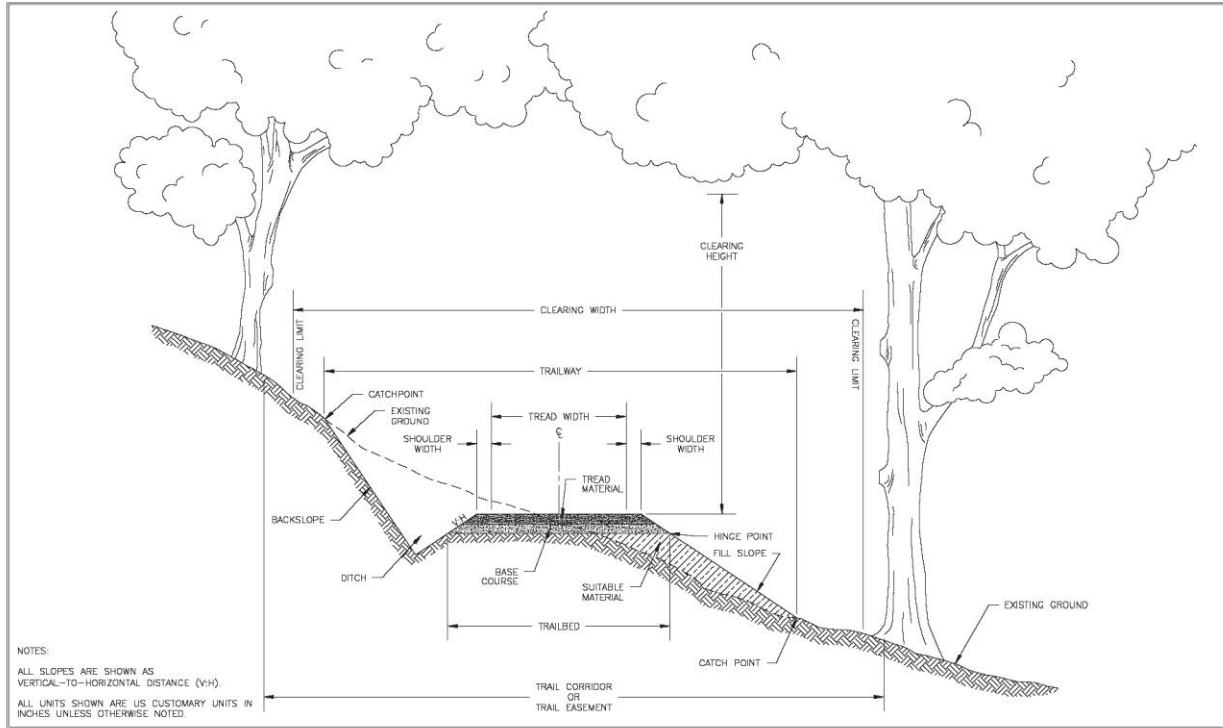 CLEARING
HEIGHT
CLEARING WIDTH
CLEARING LIMIT
CLEARING LIMIT
TRAILWAY
CATCHPOINT
EXISTING
GROUND
TREAD WIDTH
℄
SHOULDER
WIDTH
SHOULDER
WIDTH
TREAD
MATERIAL
BACKSLOPE
V:H
HINGE POINT
FILL SLOPE
DITCH
BASE
COURSE
SUITABLE
MATERIAL
EXISTING GROUND
TRAILBED
CATCH POINT
NOTES:
ALL SLOPES ARE SHOWN AS
VERTICAL-TO-HORIZONTAL DISTANCE (V:H).
ALL UNITS SHOWN ARE US CUSTOMARY UNITS IN
INCHES UNLESS OTHERWISE NOTED.
TRAIL CORRIDOR
OR
TRAIL EASEMENT